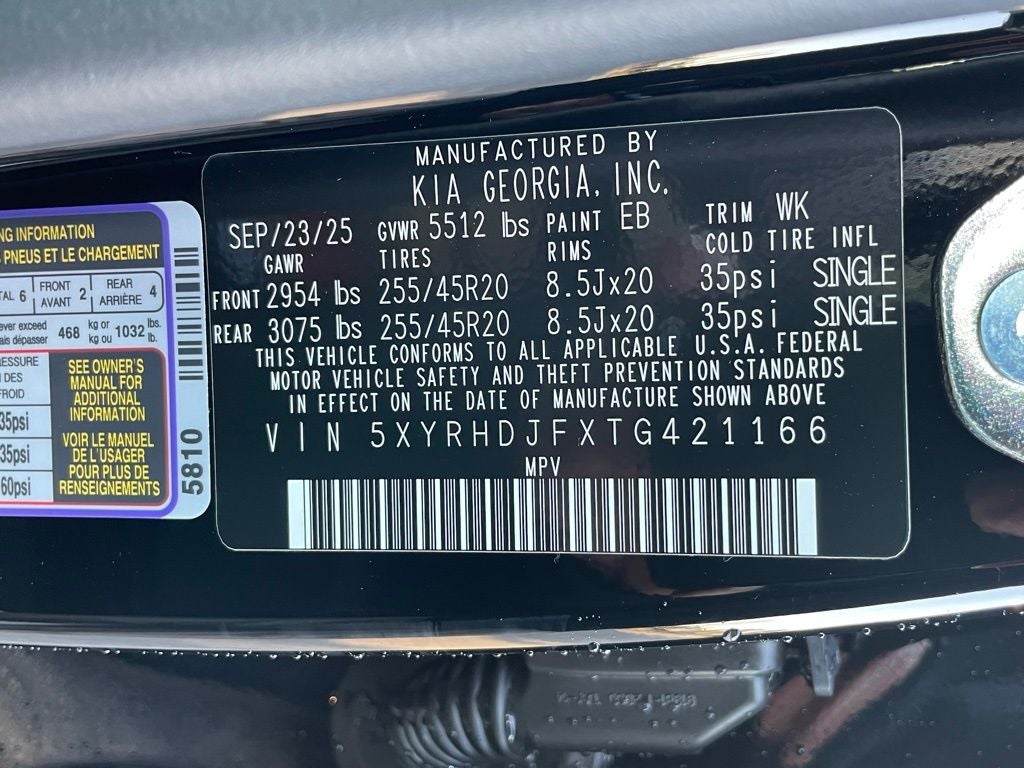 MANUFACTURED BY
KIA GEORGIA, INC.
SEP/23/25 GVWR 5512 lbs PAINT EB TRIM WK
GAWR TIRES RIMS COLD TIRE INFL
FRONT 2954 lbs 255/45R20 8.5Jx20 35psi SINGLE
REAR 3075 lbs 255/45R20 8.5Jx20 35psi SINGLE
THIS VEHICLE CONFORMS TO ALL APPLICABLE U.S.A. FEDERAL
MOTOR VEHICLE SAFETY AND THEFT PREVENTION STANDARDS
IN EFFECT ON THE DATE OF MANUFACTURE SHOWN ABOVE
VIN 5XYRHDJFXTG421166
MPV
INFORMATION
PNEUS ET LE CHARGEMENT
6 FRONT AVANT 2 REAR ARRIÈRE 4
exceed 468 kg or 1032 lbs.
dépasser kg ou lb.
DES
35psi
35psi
60psi
SEE OWNER'S
MANUAL FOR
ADDITIONAL
INFORMATION
VOIR LE MANUEL
DE L'USAGER
POUR PLUS DE
RENSEIGNEMENTS
5810